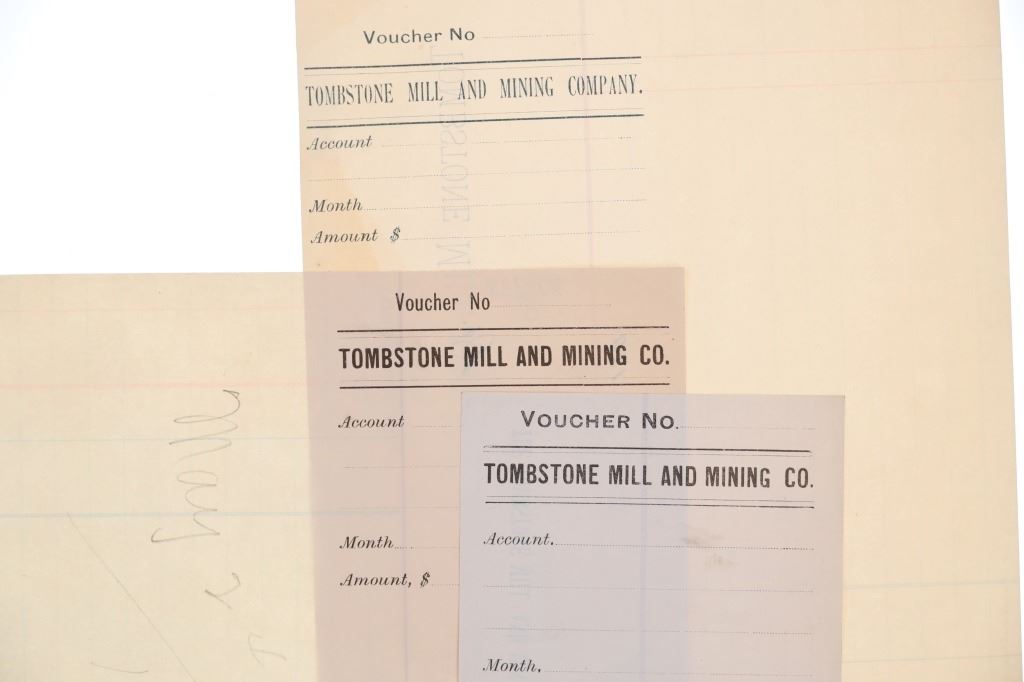 Voucher No
TOMBSTONE MILL AND MINING COMPANY.
Account
Month
Amount $
Voucher No
TOMBSTONE MILL AND MINING CO.
Account
Month
Amount, $
VOUCHER NO.
TOMBSTONE MILL AND MINING CO.
Account.
Month.